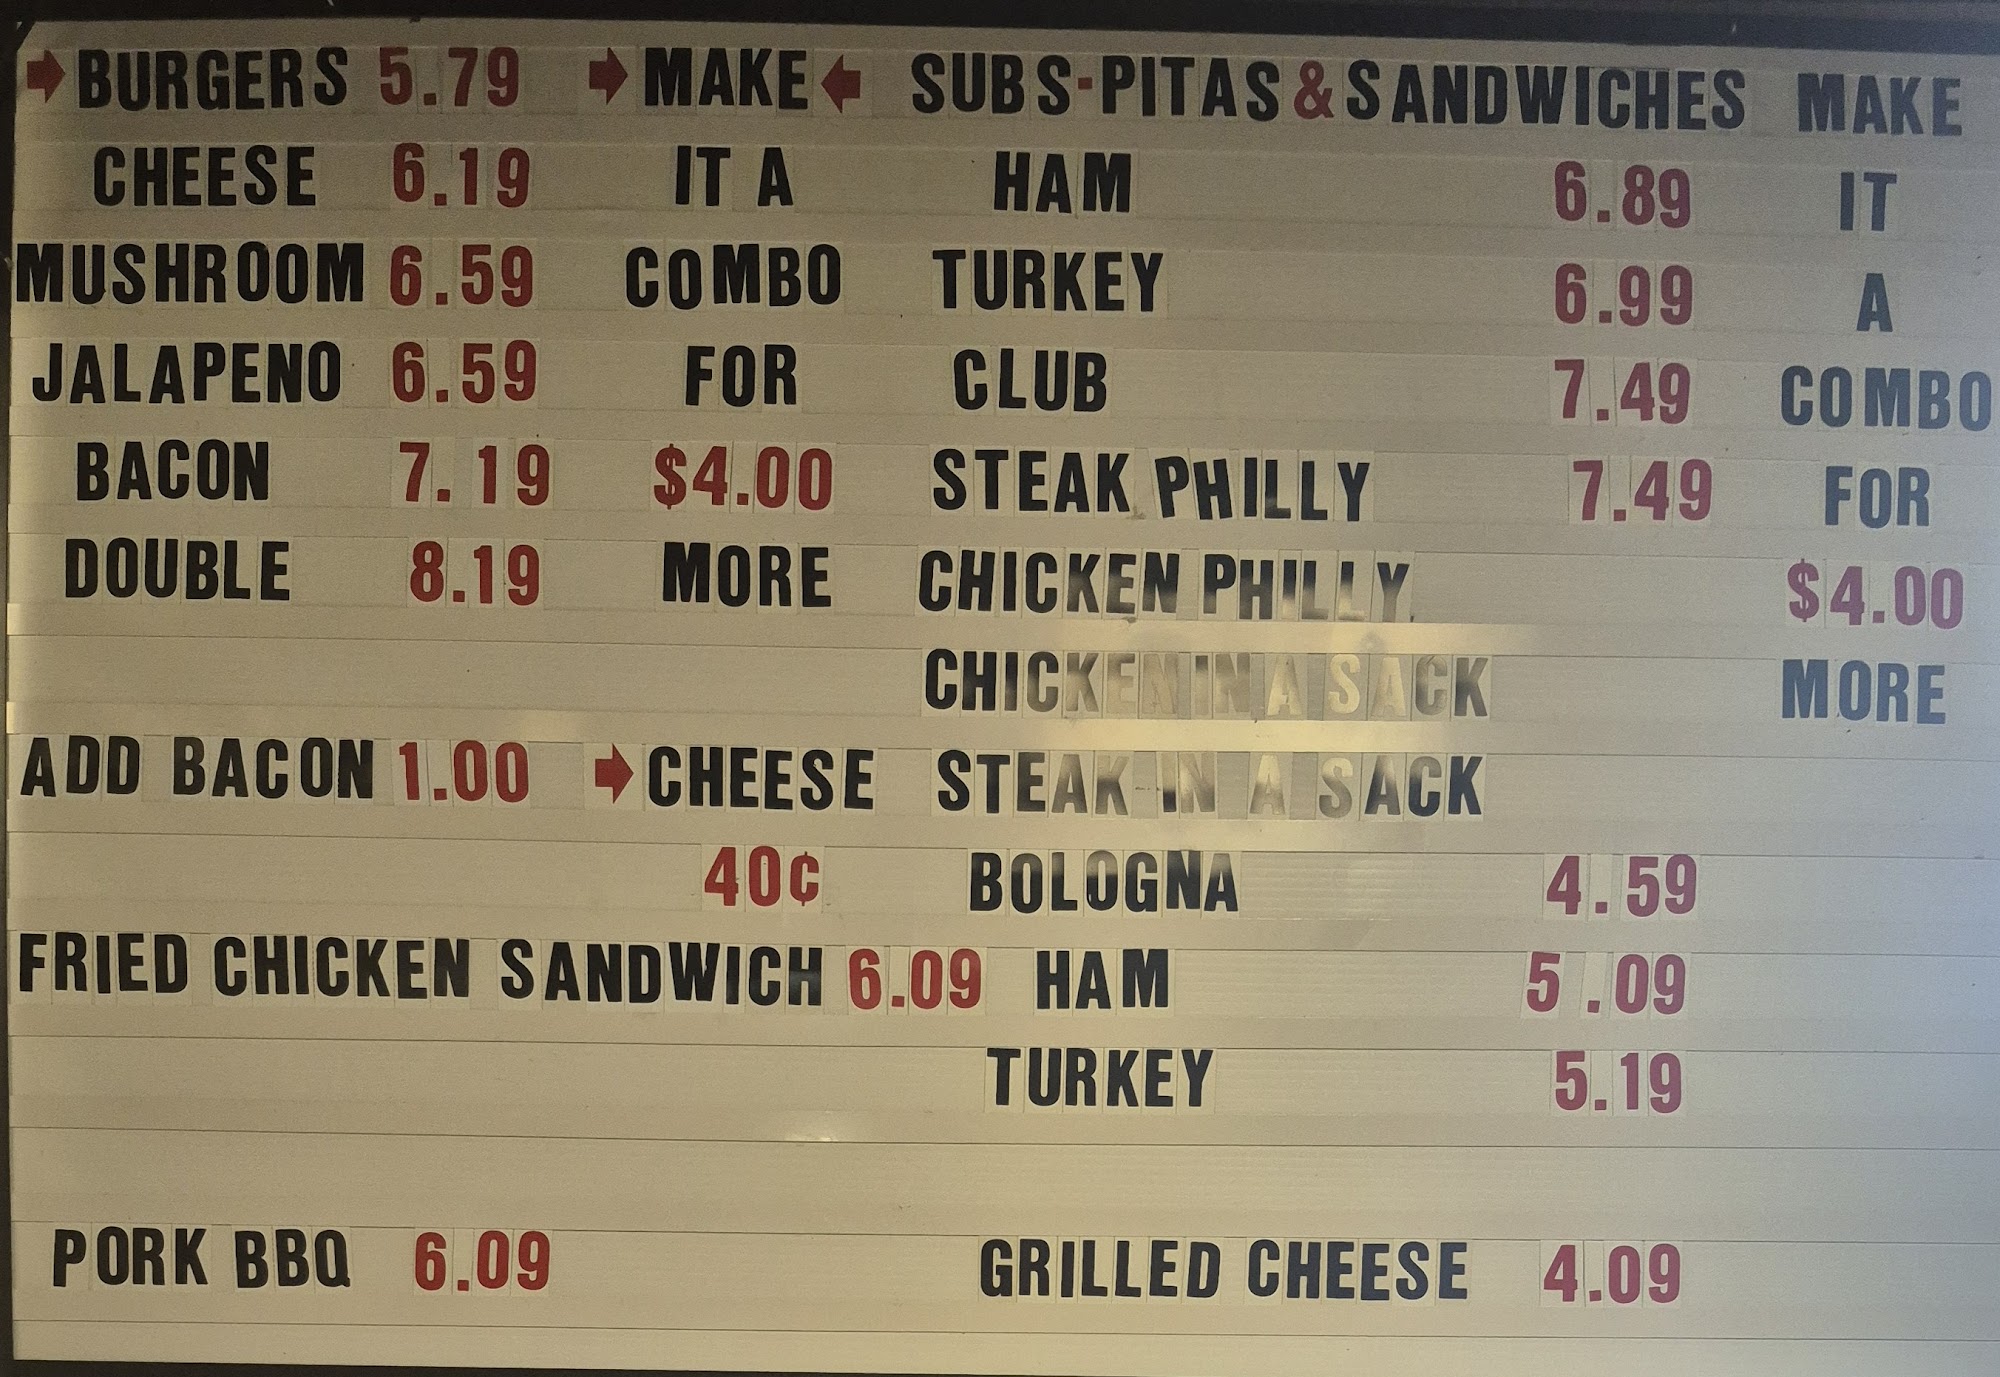 BURGERS 5.79
CHEESE 6.19
MUSHROOM 6.59
JALAPENO 6.59
BACON 7.19
DOUBLE 8.19
MAKE
IT A
COMBO
FOR
$4.00
MORE
ADD BACON 1.00
CHEESE
40¢
FRIED CHICKEN SANDWICH 6.09
PORK BBQ 6.09
SUBS-PITAS & SANDWICHES
HAM 6.89
TURKEY 6.99
CLUB 7.49
STEAK PHILLY 7.49
CHICKEN PHILLY
CHICKEN IN A SACK
STEAK IN A SACK
BOLOGNA 4.59
HAM 5.09
TURKEY 5.19
GRILLED CHEESE 4.09
MAKE
IT
A
COMBO
FOR
$4.00
MORE